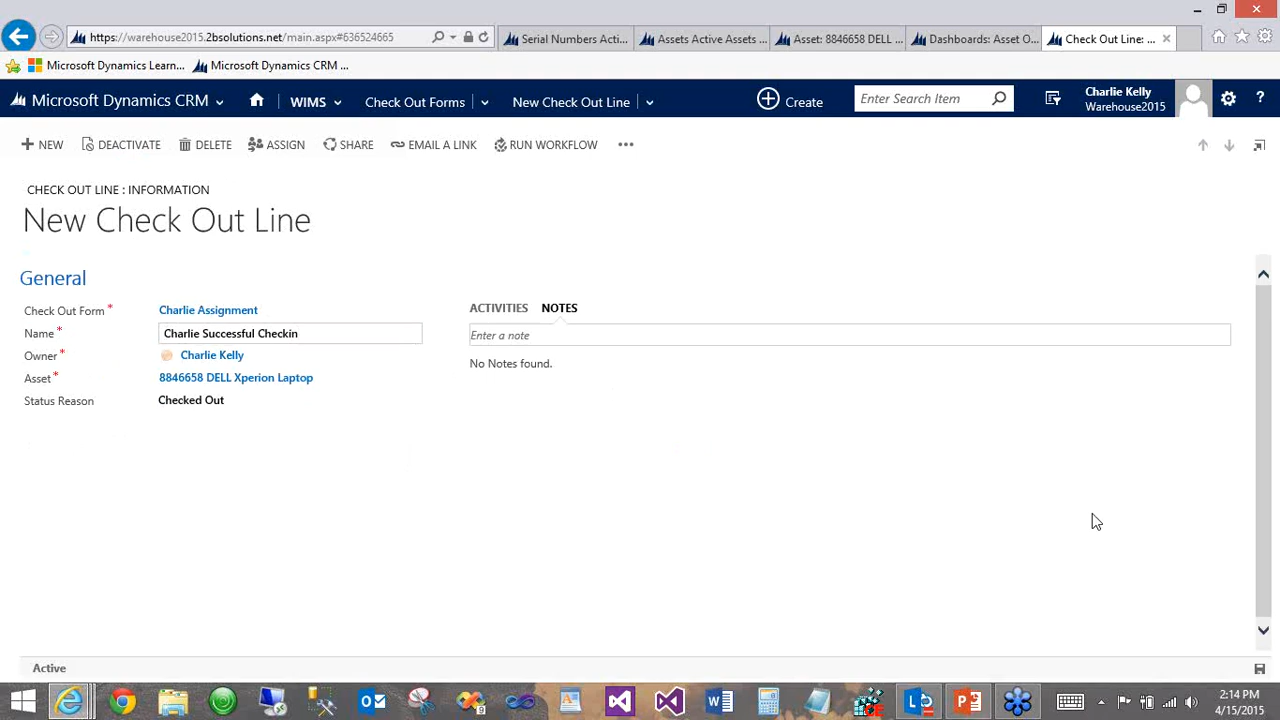 https://warehouse2015.2bsolutions.net/main.aspx#636524665
Serial Numbers Acti...
Assets Active Assets ...
Asset: 8846658 DELL ...
Dashboards: Asset O...
Check Out Line: ...
Microsoft Dynamics Learn...
Microsoft Dynamics CRM ...
Microsoft Dynamics CRM
WIMS
Check Out Forms
New Check Out Line
Create
Enter Search Item
Charlie Kelly
Warehouse2015
?
NEW
DEACTIVATE
DELETE
ASSIGN
SHARE
EMAIL A LINK
RUN WORKFLOW
•••
CHECK OUT LINE : INFORMATION
New Check Out Line
General
Check Out Form *
Charlie Assignment
Name *
Charlie Successful Checkin
Owner *
Charlie Kelly
Asset *
8846658 DELL Xperion Laptop
Status Reason
Checked Out
ACTIVITIES NOTES
Enter a note
No Notes found.
Active
2:14 PM
4/15/2015